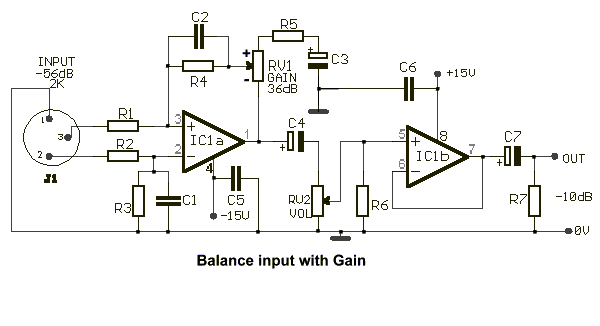 INPUT
-56dB
2K
1
3
2
J1
R1
R2
R3
C1
C2
R4
3
+
2
-
IC1a
1
4
-15V
C5
+
RV1
GAIN
36dB
-
R5
+
C3
C4
+
RV2
VOL
R6
C6
+15V
8
5
+
6
-
IC1b
7
C7
+
OUT
R7
-10dB
0V
Balance input with Gain